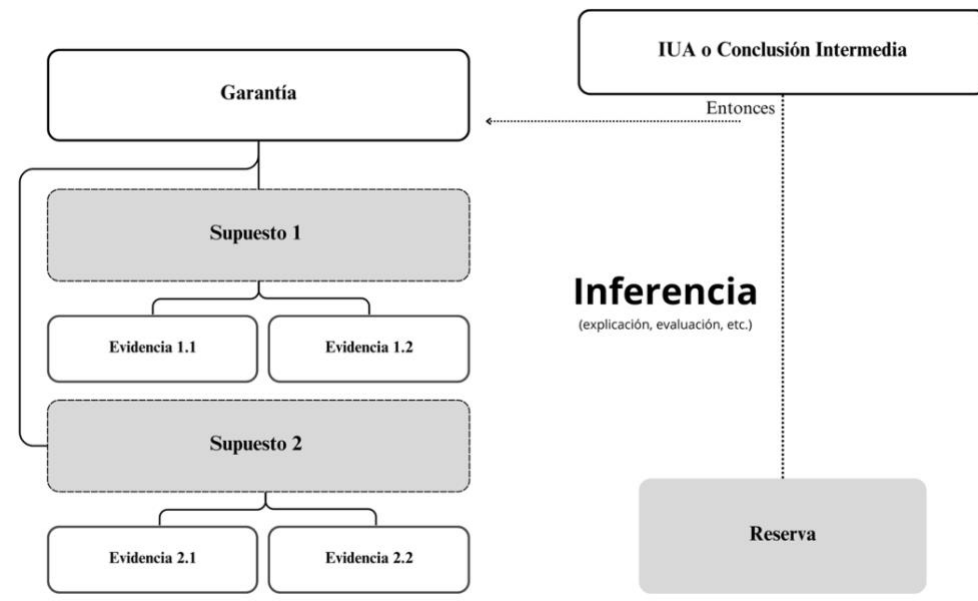 IUA o Conclusión Intermedia
Garantía
Entonces
Supuesto 1
Inferencia
(explicación, evaluación, etc.)
Evidencia 1.1
Evidencia 1.2
Supuesto 2
Reserva
Evidencia 2.1
Evidencia 2.2